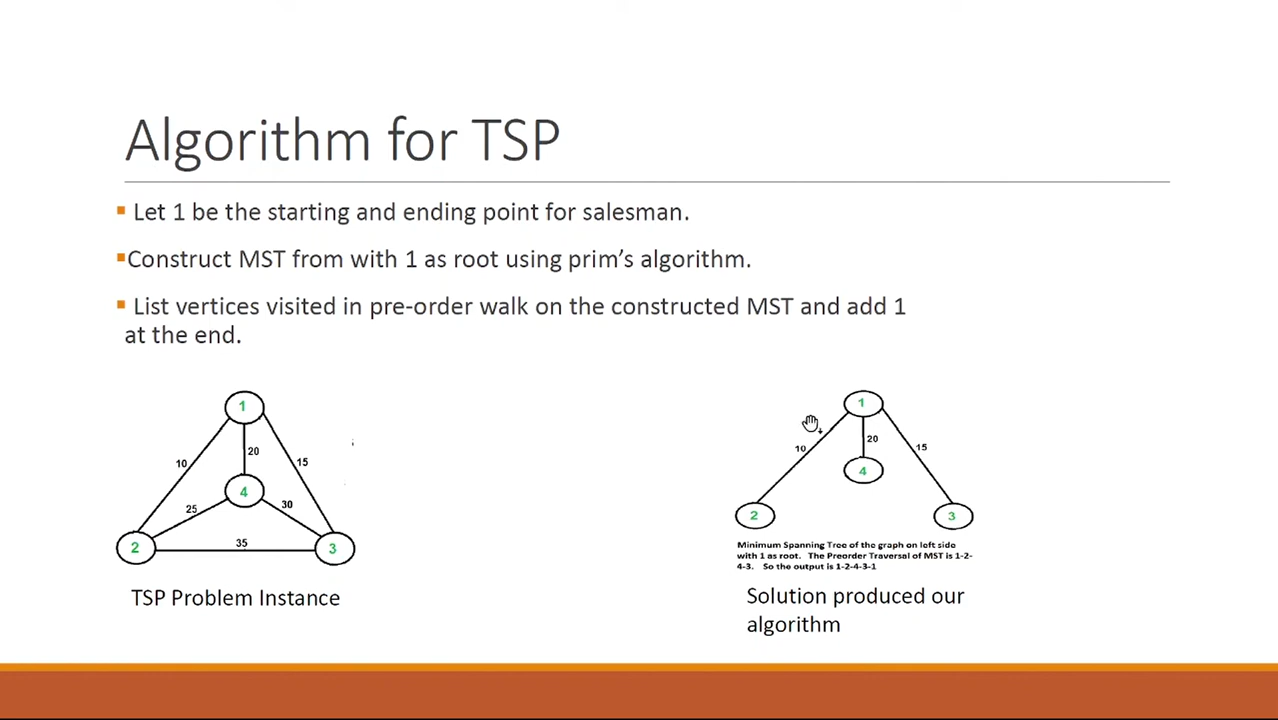 Algorithm for TSP
Let 1 be the starting and ending point for salesman.
Construct MST from with 1 as root using prim's algorithm.
List vertices visited in pre-order walk on the constructed MST and add 1
at the end.
1
10
20
15
4
25
30
2
35
3
TSP Problem Instance
1
10
20
15
4
2
3
Minimum Spanning Tree of the graph on left side
with 1 as root. The Preorder Traversal of MST is 1-2-
4-3. So the output is 1-2-4-3-1
Solution produced our
algorithm